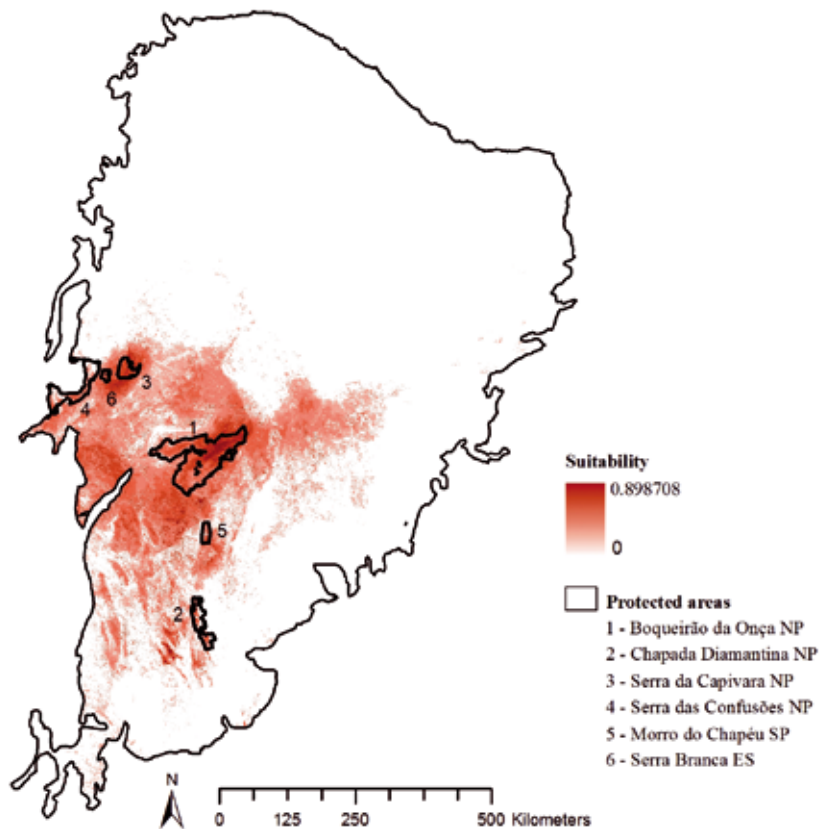 3
6
4
1
5
2
Suitability
0.898708
0
Protected areas
1 - Boqueirão da Onça NP
2 - Chapada Diamantina NP
3 - Serra da Capivara NP
4 - Serra das Confusões NP
5 - Morro do Chapéu SP
6 - Serra Branca ES
N
0 125 250 500 Kilometers